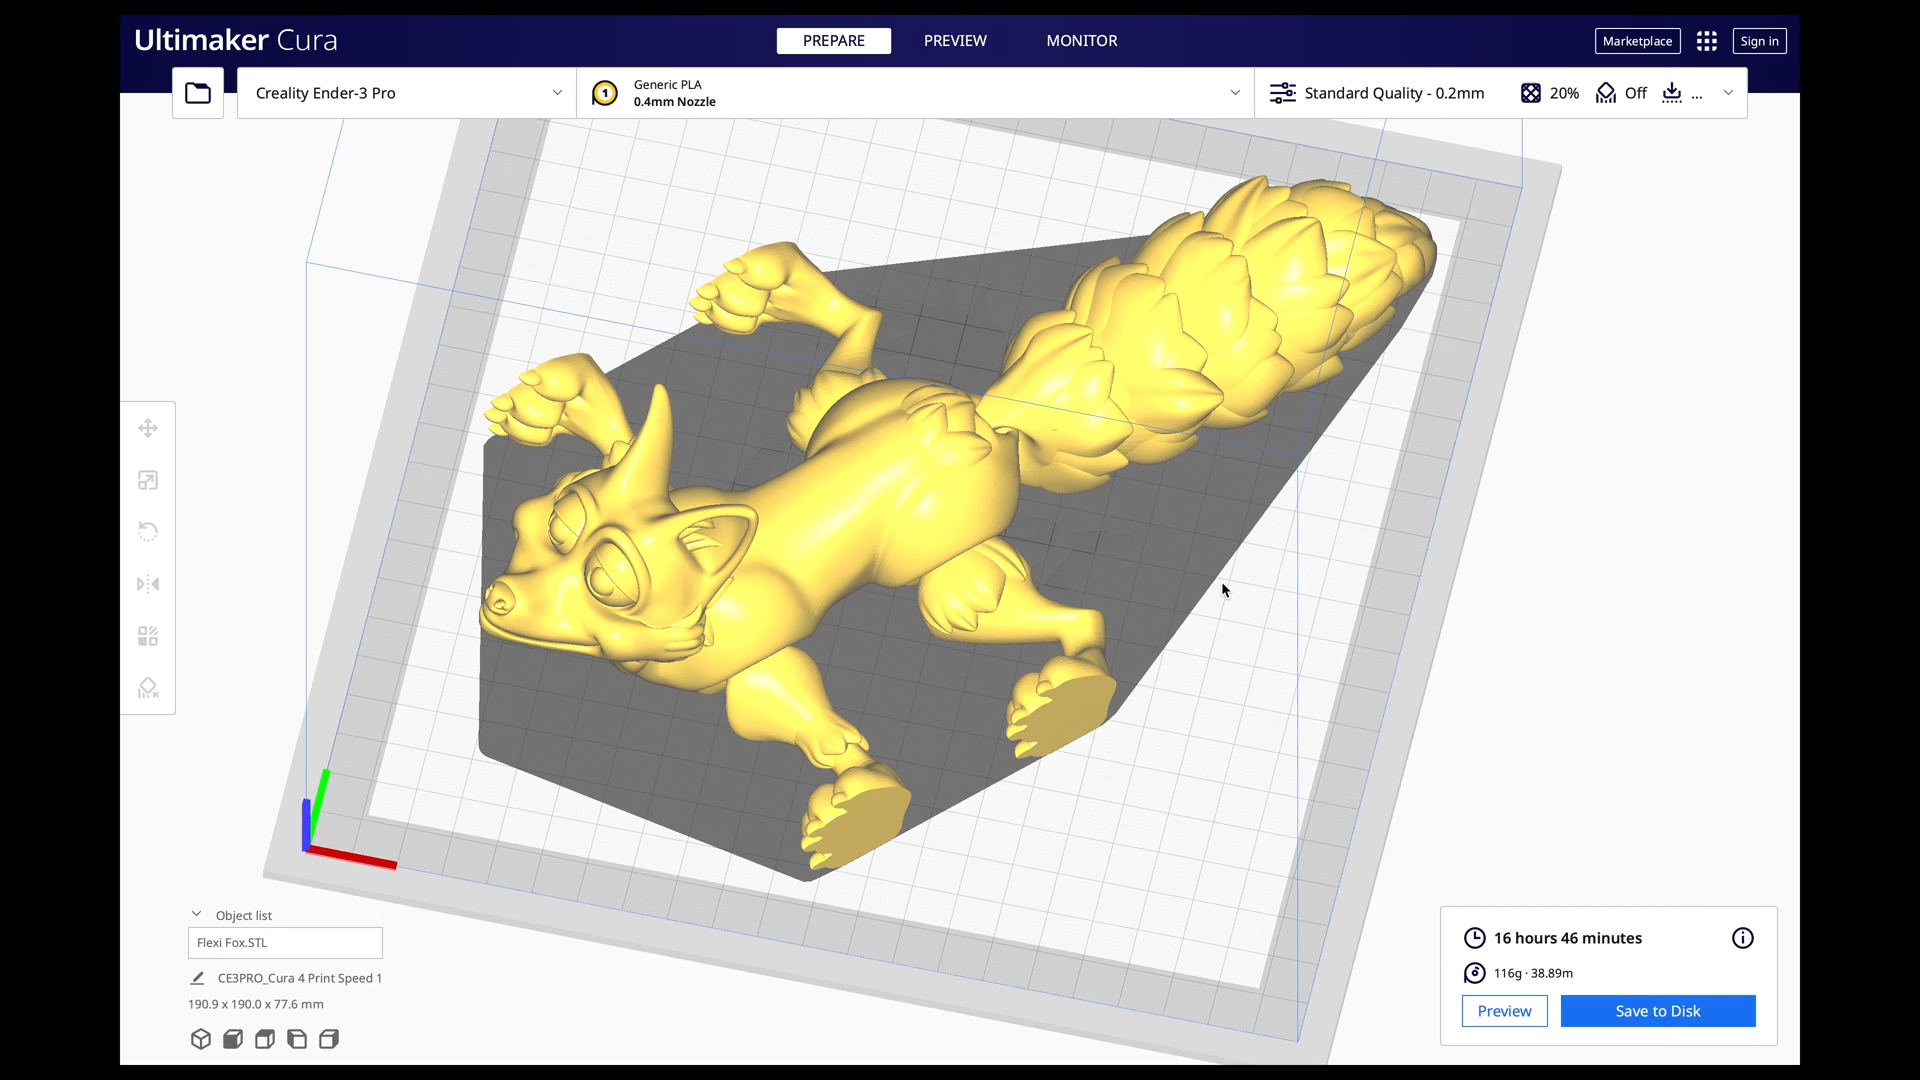 Ultimaker Cura
PREPARE
PREVIEW
MONITOR
Marketplace
Sign in
Creality Ender-3 Pro
1
Generic PLA
0.4mm Nozzle
Standard Quality - 0.2mm
20%
Off
...
Object list
Flexi Fox.STL
CE3PRO_Cura 4 Print Speed 1
190.9 x 190.0 x 77.6 mm
16 hours 46 minutes
116g · 38.89m
Preview
Save to Disk